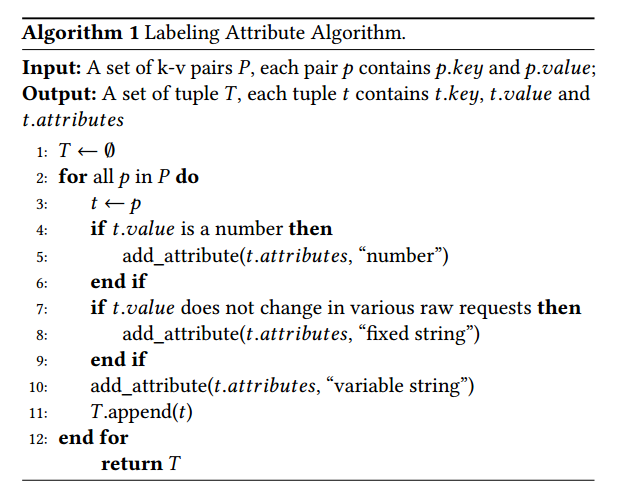 Algorithm 1 Labeling Attribute Algorithm.
Input: A set of k-v pairs P, each pair p contains p.key and p.value;
Output: A set of tuple T, each tuple t contains t.key, t.value and
t.attributes
1: T ← ∅
2: for all p in P do
3: t ← p
4: if t.value is a number then
5: add_attribute(t.attributes, “number”)
6: end if
7: if t.value does not change in various raw requests then
8: add_attribute(t.attributes, “fixed string”)
9: end if
10: add_attribute(t.attributes, “variable string”)
11: T.append(t)
12: end for
return T